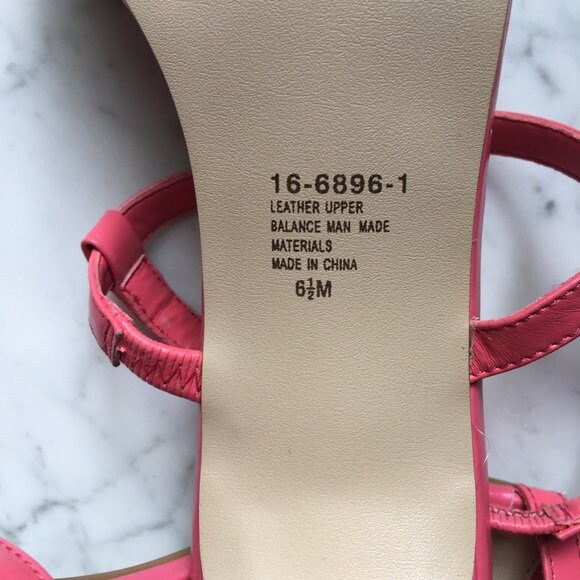 16-6896-1
LEATHER UPPER
BALANCE MAN MADE
MATERIALS
MADE IN CHINA
6½M